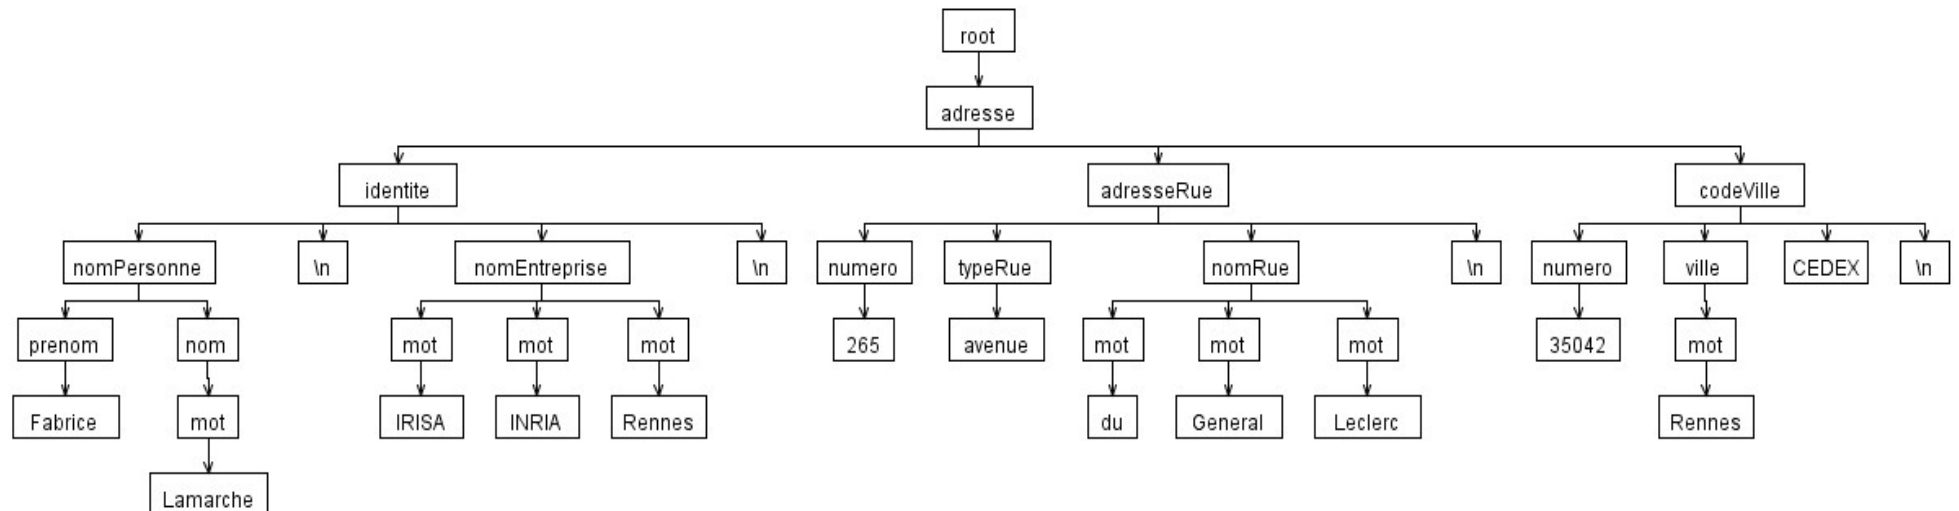 root
adresse
identite adresseRue codeVille
nomPersonne \n nomEntreprise \n numero typeRue nomRue \n numero ville CEDEX \n
prenom nom mot mot mot 265 avenue mot mot mot 35042 mot
Fabrice mot IRISA INRIA Rennes du General Leclerc Rennes
Lamarche